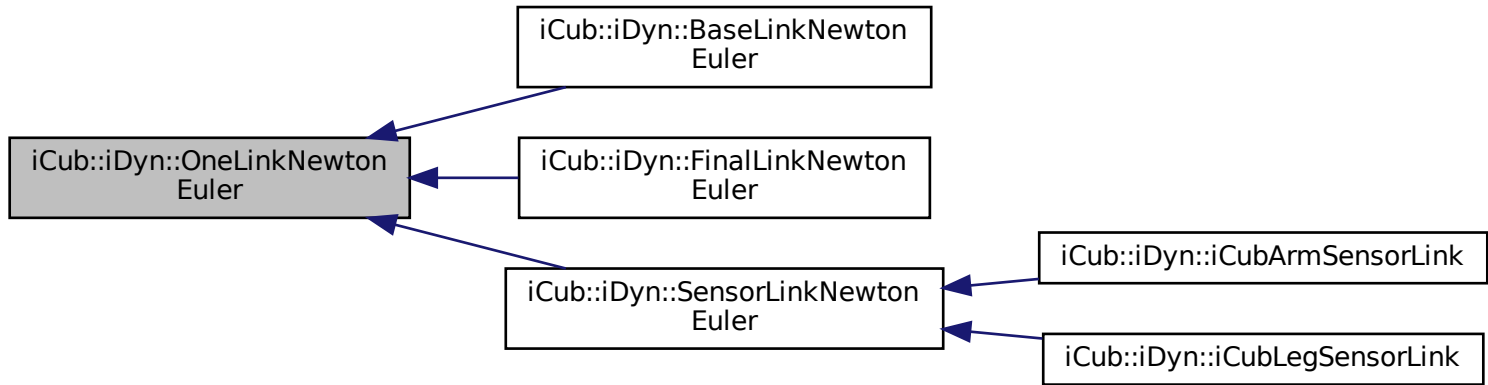 iCub::iDyn::OneLinkNewton
Euler
iCub::iDyn::BaseLinkNewton
Euler
iCub::iDyn::FinalLinkNewton
Euler
iCub::iDyn::SensorLinkNewton
Euler
iCub::iDyn::iCubArmSensorLink
iCub::iDyn::iCubLegSensorLink